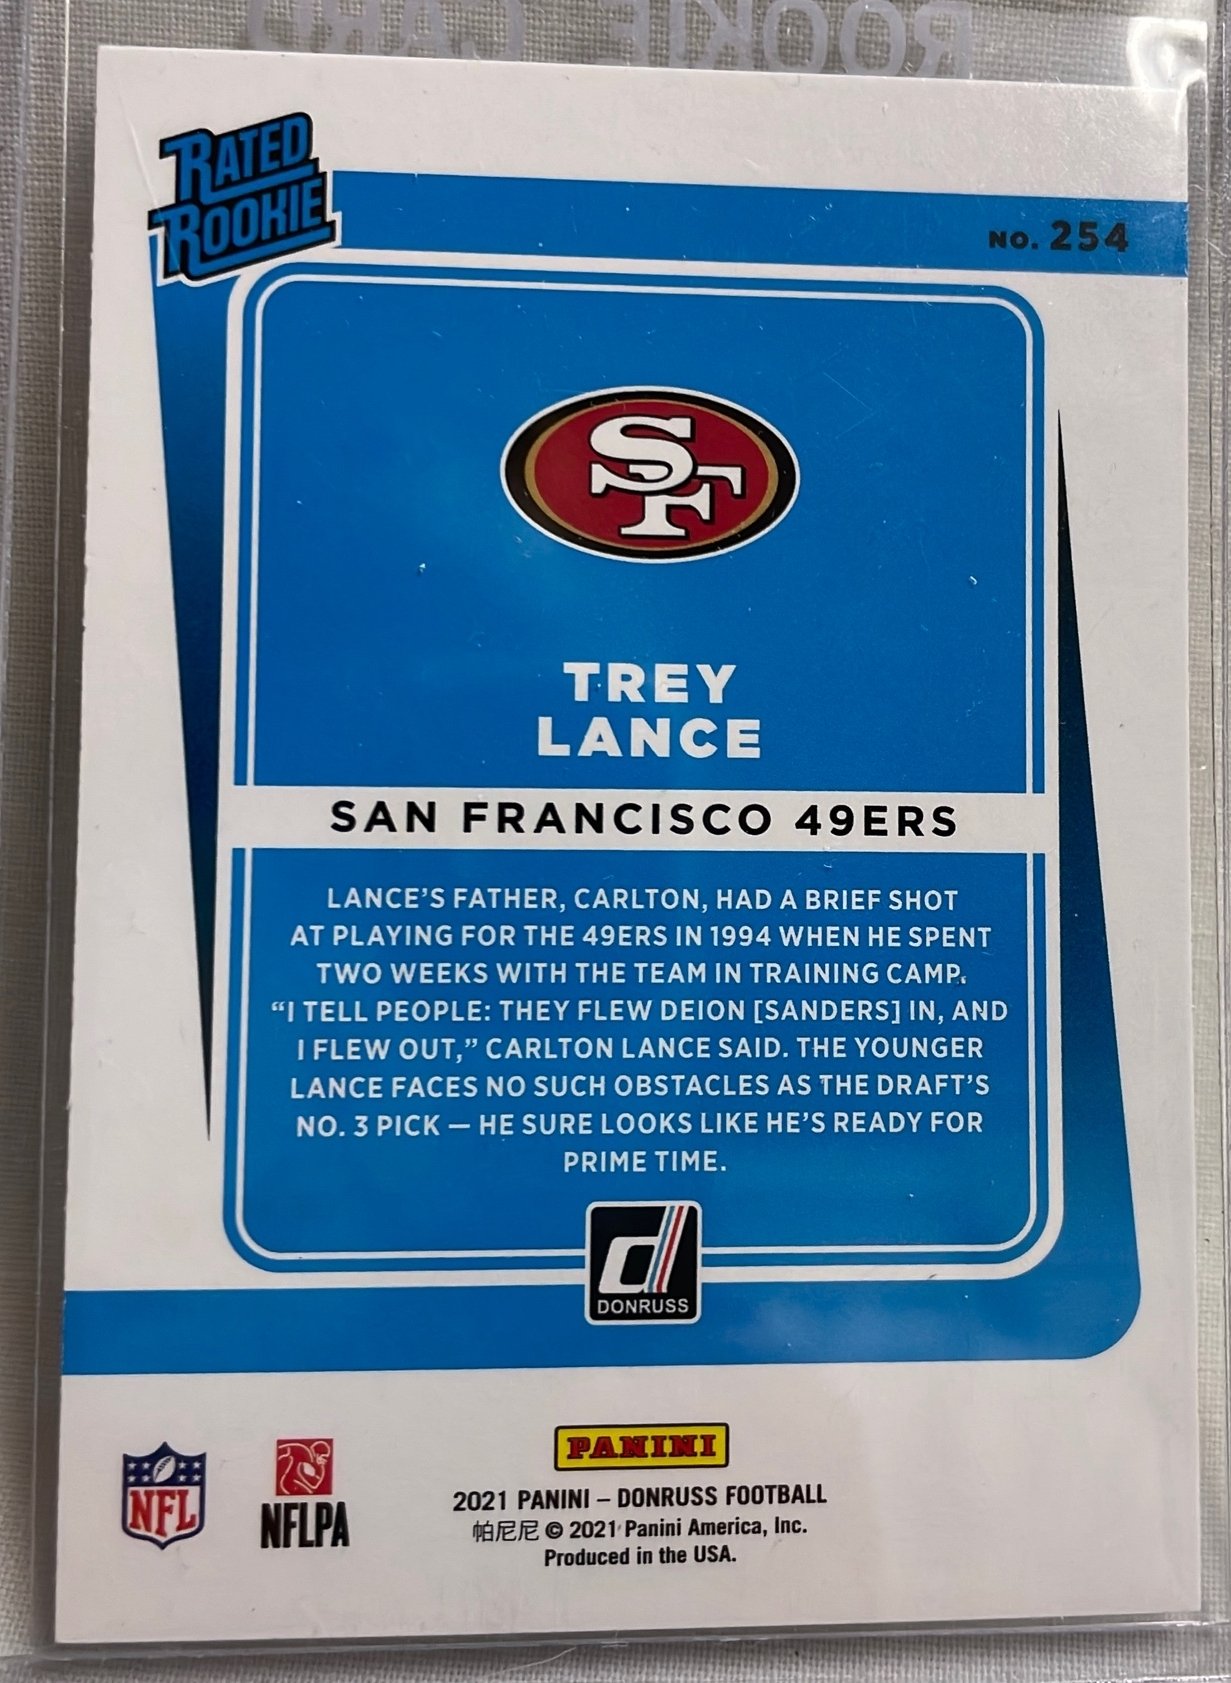 ROOKIE CARD
RATED
ROOKIE
NO. 254
SF
TREY
LANCE
SAN FRANCISCO 49ERS
LANCE'S FATHER, CARLTON, HAD A BRIEF SHOT
AT PLAYING FOR THE 49ERS IN 1994 WHEN HE SPENT
TWO WEEKS WITH THE TEAM IN TRAINING CAMP.
“I TELL PEOPLE: THEY FLEW DEION [SANDERS] IN, AND
I FLEW OUT,” CARLTON LANCE SAID. THE YOUNGER
LANCE FACES NO SUCH OBSTACLES AS THE DRAFT'S
NO. 3 PICK — HE SURE LOOKS LIKE HE'S READY FOR
PRIME TIME.
d
DONRUSS
PANINI
NFL
NFLPA
2021 PANINI – DONRUSS FOOTBALL
帕尼尼 © 2021 Panini America, Inc.
Produced in the USA.